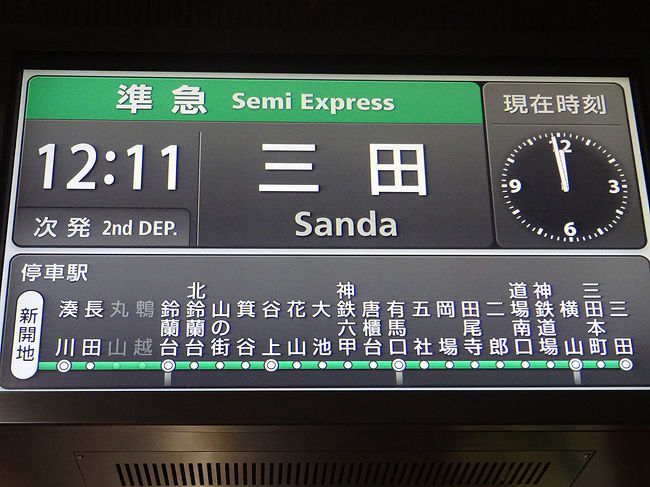 準急 Semi Express
現在時刻
12:11
三田
Sanda
次発 2nd DEP.
12
3
6
9
停車駅
新開地
湊川
長田
丸山
鵯越
鈴蘭台
北鈴蘭台
山の街
箕谷
谷上
花山
大池
神鉄六甲
唐櫃台
有馬口
五社
岡場
田尾寺
二郎
道場南口
神鉄道場
横山
三田本町
三田